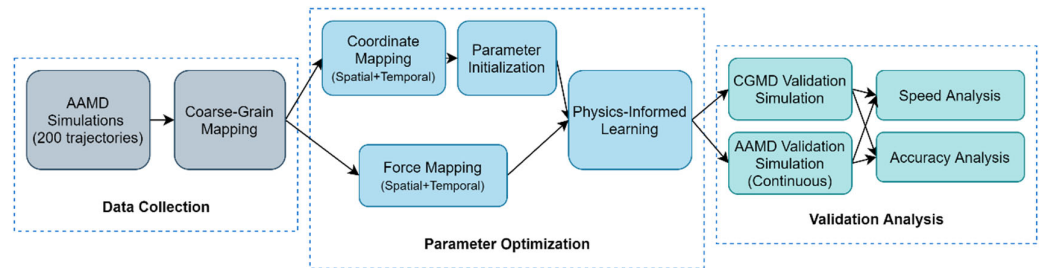 AAMD
Simulations
(200 trajectories)
Coarse-Grain
Mapping
Data Collection
Coordinate
Mapping
(Spatial+Temporal)
Parameter
Initialization
Force Mapping
(Spatial+Temporal)
Physics-Informed
Learning
Parameter Optimization
CGMD Validation
Simulation
AAMD Validation
Simulation
(Continuous)
Speed Analysis
Accuracy Analysis
Validation Analysis